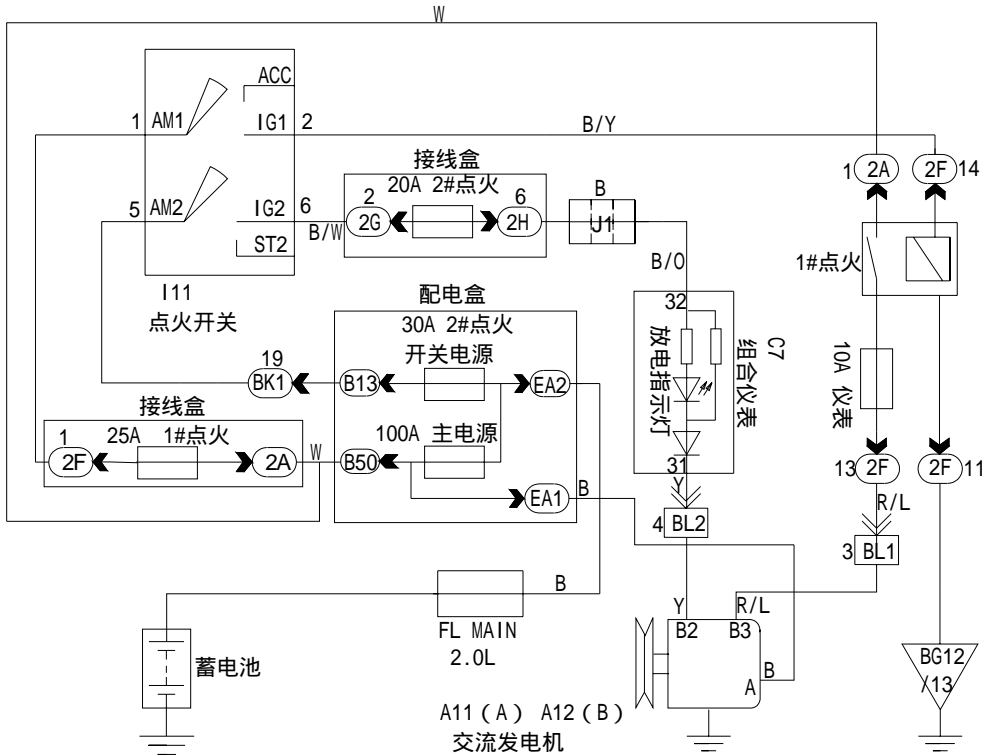 W
ACC
1 AM1
IG1 2
B/Y
5 AM2
IG2 6
B/W
ST2
I11
点火开关
接线盒
20A 2#点火
2
2G
6
2H
B
J1
B/O
1 2A
2F 14
1#点火
10A 仪表
13 2F
2F 11
R/L
3 BL1
BG12
/13
32
放电指示灯
C7
组合仪表
31
Y
4 BL2
配电盒
30A 2#点火
开关电源
19
BK1
B13
EA2
100A 主电源
B50
EA1 B
接线盒
1
2F
25A 1#点火
2A
W
B
FL MAIN
2.0L
蓄电池
Y
B2
R/L
B3
B
A
A11(A) A12(B)
交流发电机